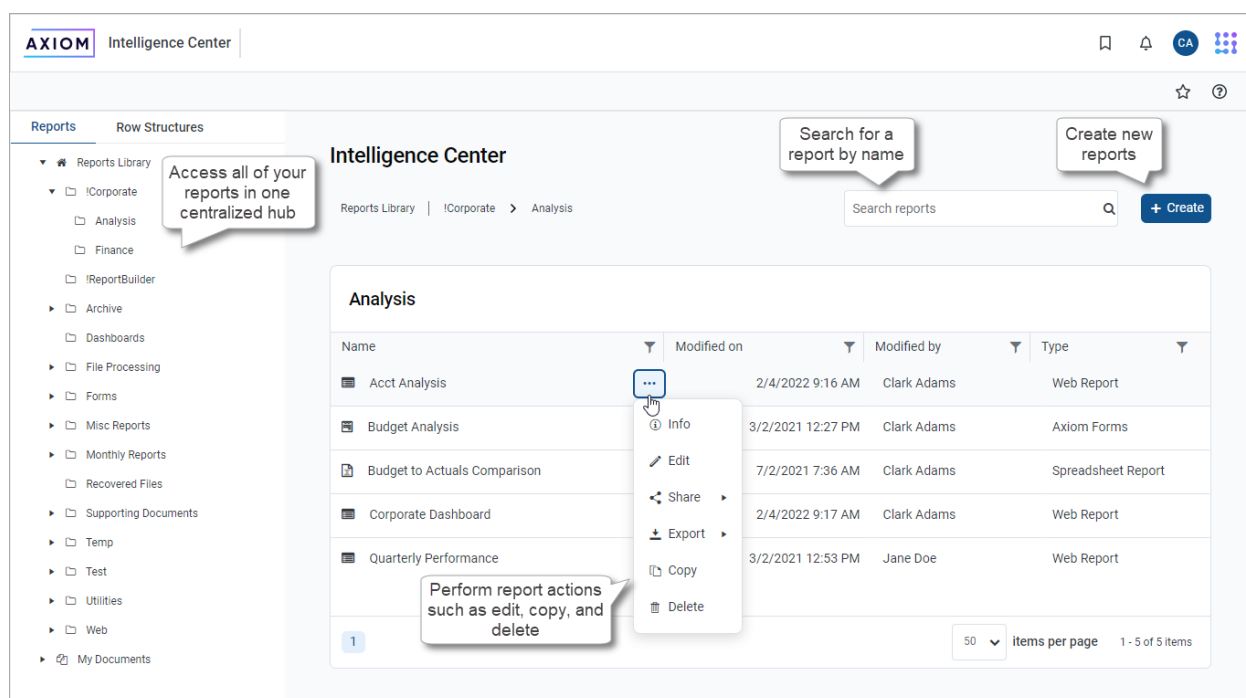 AXIOM Intelligence Center
CA
Reports Row Structures
Reports Library
!Corporate
Analysis
Finance
!ReportBuilder
Archive
Dashboards
File Processing
Forms
Misc Reports
Monthly Reports
Recovered Files
Supporting Documents
Temp
Test
Utilities
Web
My Documents
Access all of your
reports in one
centralized hub
Intelligence Center
Search for a
report by name
Create new
reports
Reports Library | !Corporate > Analysis
Search reports
+ Create
Analysis
Name Modified on Modified by Type
Acct Analysis ... 2/4/2022 9:16 AM Clark Adams Web Report
Budget Analysis 3/2/2021 12:27 PM Clark Adams Axiom Forms
Budget to Actuals Comparison 7/2/2021 7:36 AM Clark Adams Spreadsheet Report
Corporate Dashboard 2/4/2022 9:17 AM Clark Adams Web Report
Quarterly Performance 3/2/2021 12:53 PM Jane Doe Web Report
Info
Edit
Share
Export
Copy
Delete
Perform report actions
such as edit, copy, and
delete
1 50 items per page 1 - 5 of 5 items